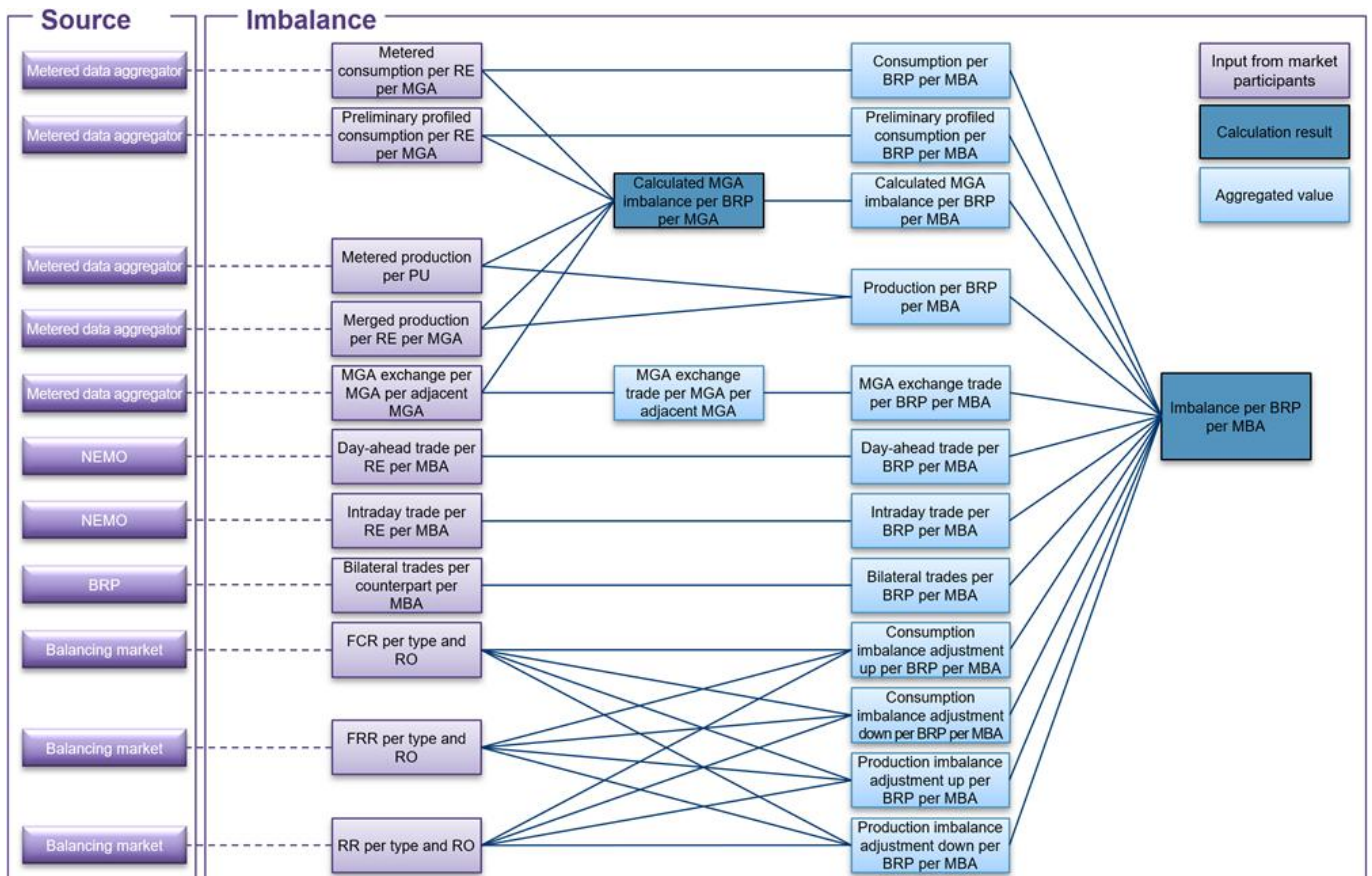 Source
Imbalance
Metered data aggregator
Metered
consumption per RE
per MGA
Consumption per
BRP per MBA
Input from market
participants
Metered data aggregator
Preliminary profiled
consumption per RE
per MGA
Preliminary profiled
consumption per
BRP per MBA
Calculation result
Calculated MGA
imbalance per BRP
per MGA
Calculated MGA
imbalance per BRP
per MBA
Aggregated value
Metered data aggregator
Metered production
per PU
Production per BRP
per MBA
Metered data aggregator
Merged production
per RE per MGA
Metered data aggregator
MGA exchange per
MGA per adjacent
MGA
MGA exchange
trade per MGA per
adjacent MGA
MGA exchange trade
per BRP per MBA
Imbalance per BRP
per MBA
NEMO
Day-ahead trade per
RE per MBA
Day-ahead trade per
BRP per MBA
NEMO
Intraday trade per
RE per MBA
Intraday trade per
BRP per MBA
BRP
Bilateral trades per
counterpart per
MBA
Bilateral trades per
BRP per MBA
Balancing market
FCR per type and
RO
Consumption
imbalance adjustment
up per BRP per MBA
Consumption
imbalance adjustment
down per BRP per MBA
Balancing market
FRR per type and
RO
Production imbalance
adjustment up per
BRP per MBA
Balancing market
RR per type and RO
Production imbalance
adjustment down per
BRP per MBA